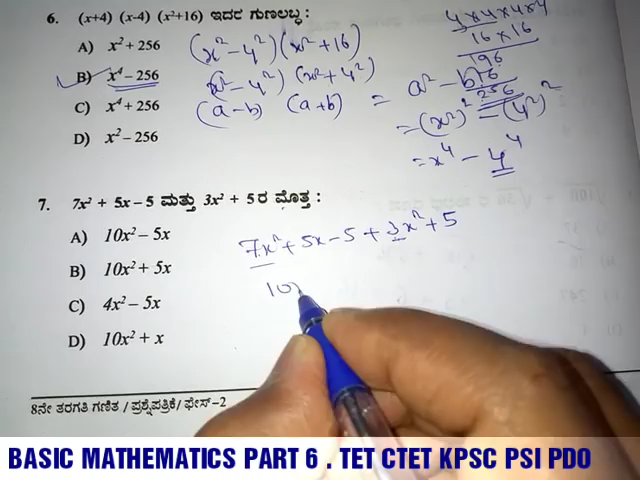 6. (x+4) (x-4) (x²+16) ಇದರ ಗುಣಲಬ್ಧ :
A) x² + 256
B) x⁴ – 256
C) x⁴ + 256
D) x² – 256
(x² – 4²) (x² + 16)
(x² – 4²) (x² + 4²)
(a – b) (a + b) = a² – b²
= (x²)² – (4²)²
= x⁴ – 4⁴
4 x 4 x 4 x 4
16 x 16
256
7. 7x² + 5x – 5 ಮತ್ತು 3x² + 5 ರ ಮೊತ್ತ :
A) 10x² – 5x
B) 10x² + 5x
C) 4x² – 5x
D) 10x² + x
7x² + 5x – 5 + 3x² + 5
10
8ನೇ ತರಗತಿ ಗಣಿತ / ಪ್ರಶ್ನೆಪತ್ರಿಕೆ/ ಫೇಸ್–2
BASIC MATHEMATICS PART 6 . TET CTET KPSC PSI PDO